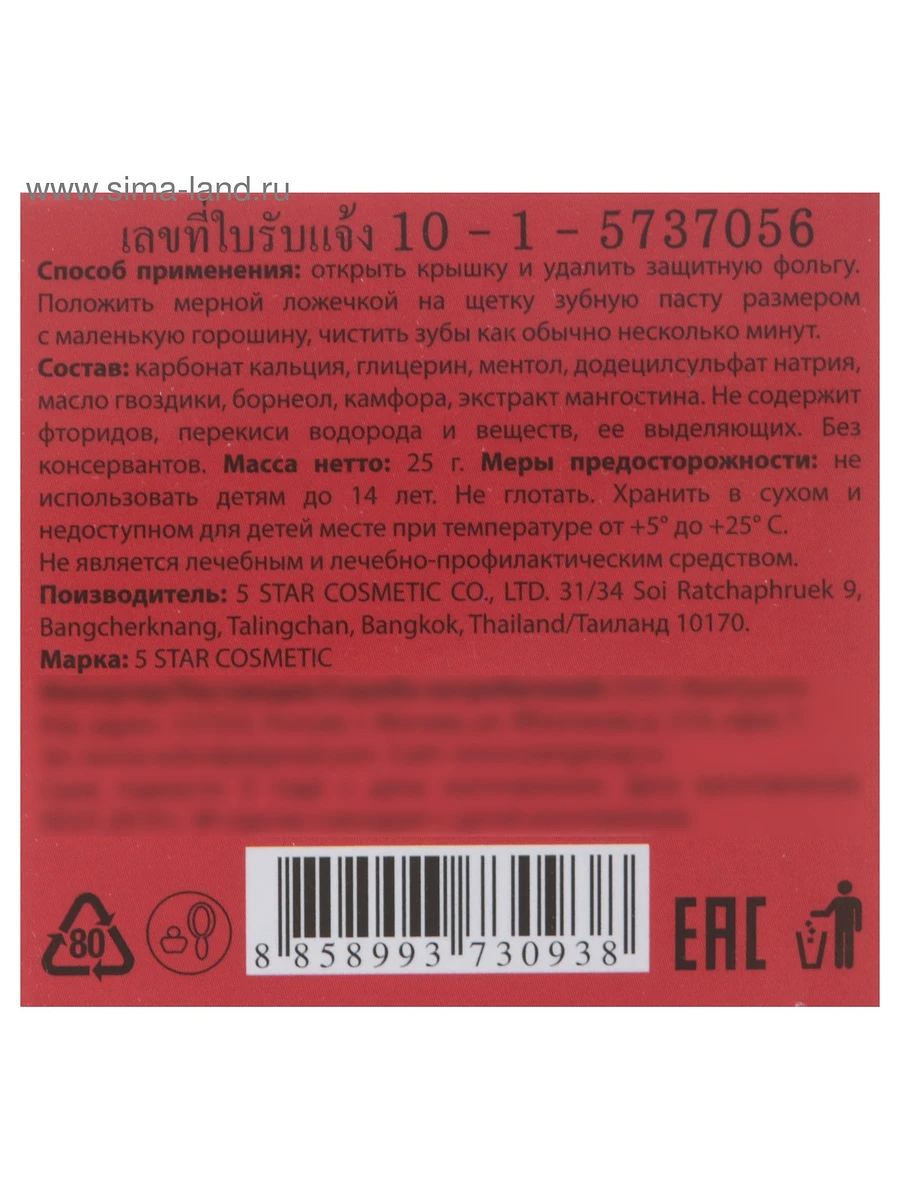 www.sima-land.ru
เลขที่ใบรับแจ้ง 10 - 1 - 5737056
Способ применения: открыть крышку и удалить защитную фольгу.
Положить мерной ложечкой на щетку зубную пасту размером
с маленькую горошину, чистить зубы как обычно несколько минут.
Состав: карбонат кальция, глицерин, ментол, додецилсульфат натрия,
масло гвоздики, борнеол, камфора, экстракт мангостина. Не содержит
фторидов, перекиси водорода и веществ, ее выделяющих. Без
консервантов. Масса нетто: 25 г. Меры предосторожности: не
использовать детям до 14 лет. Не глотать. Хранить в сухом и
недоступном для детей месте при температуре от +5° до +25° С.
Не является лечебным и лечебно-профилактическим средством.
Поизводитель: 5 STAR COSMETIC CO., LTD. 31/34 Soi Ratchaphruek 9,
Bangcherknang, Talingchan, Bangkok, Thailand/Таиланд 10170.
Марка: 5 STAR COSMETIC
80
8 858993 730938
EAC